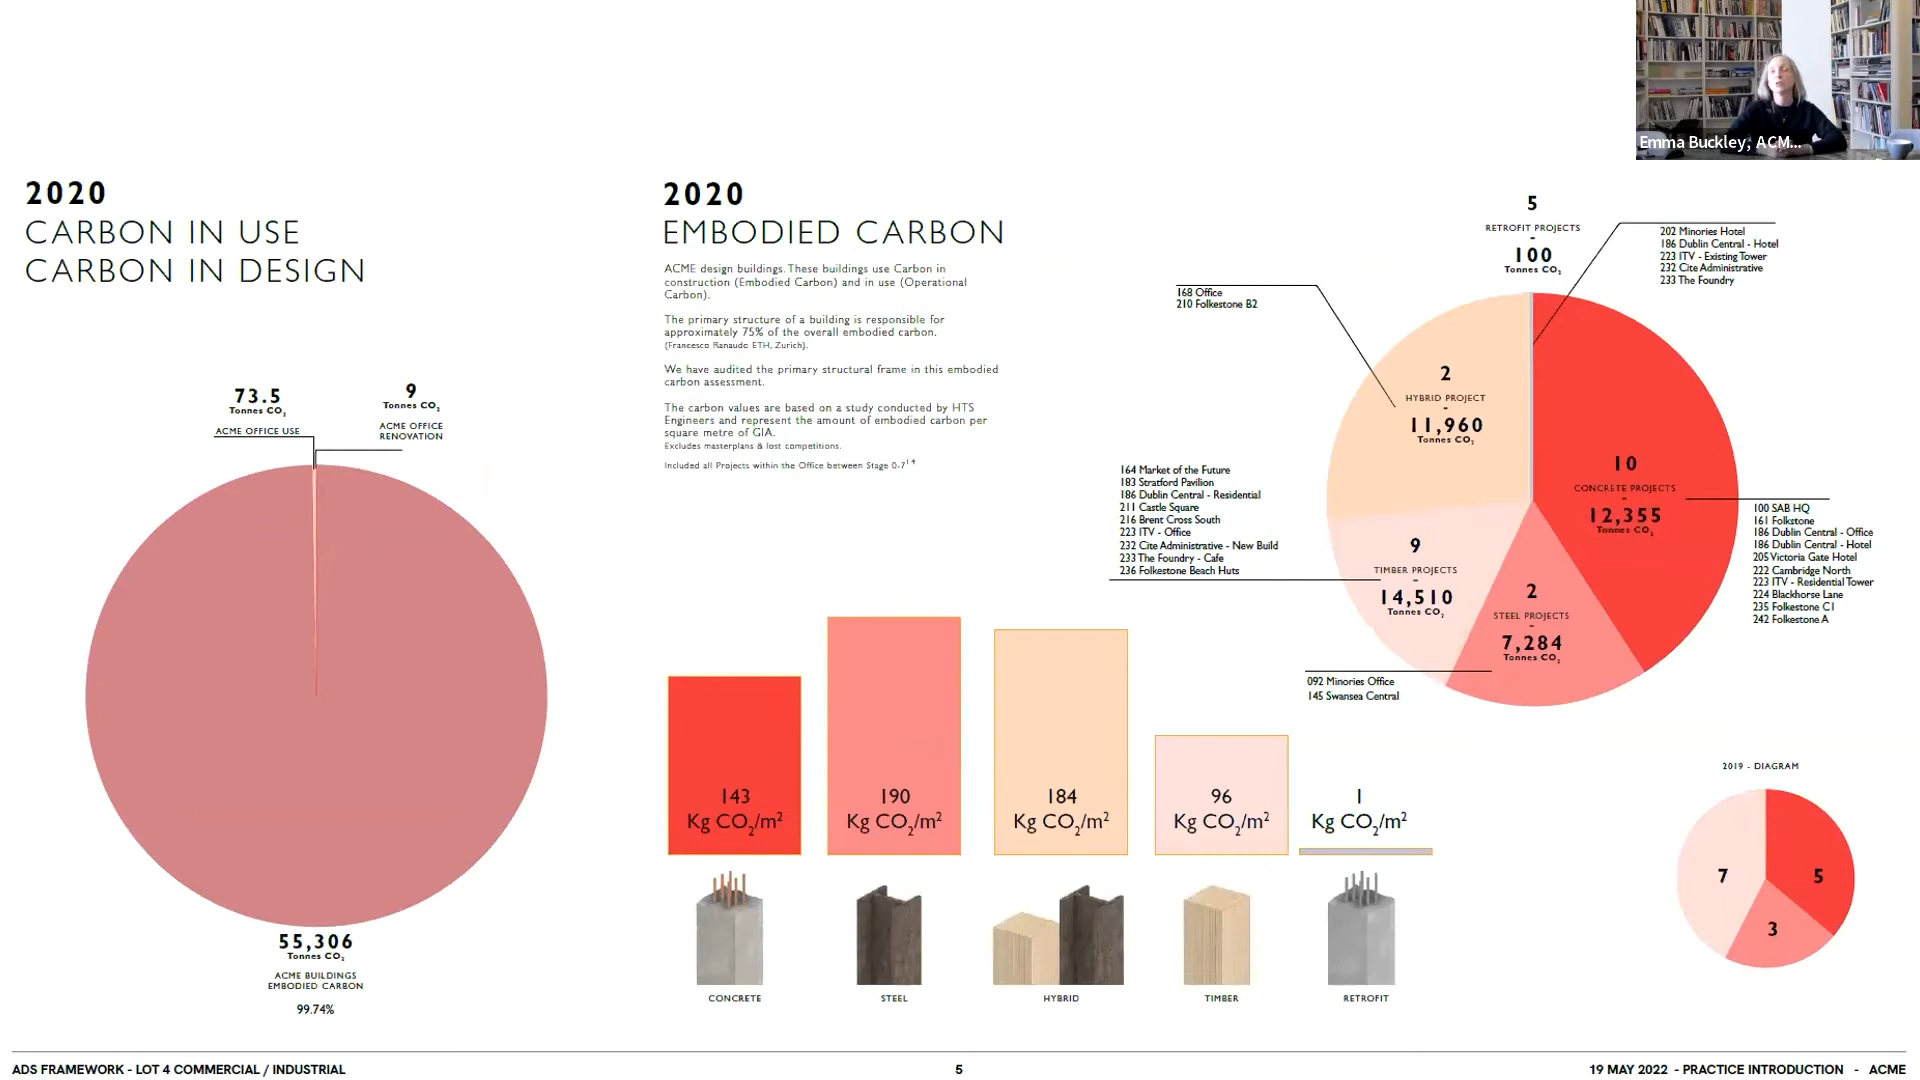 Emma Buckley, ACM...
2020
CARBON IN USE
CARBON IN DESIGN
73.5
Tonnes CO2
ACME OFFICE USE
9
Tonnes CO2
ACME OFFICE
RENOVATION
55,306
Tonnes CO2
ACME BUILDINGS
EMBODIED CARBON
99.74%
2020
EMBODIED CARBON
ACME design buildings. These buildings use Carbon in
construction (Embodied Carbon) and in use (Operational
Carbon).
The primary structure of a building is responsible for
approximately 75% of the overall embodied carbon.
(Francesco Ranaudo ETH, Zurich).
We have audited the primary structural frame in this embodied
carbon assessment.
The carbon values are based on a study conducted by HTS
Engineers and represent the amount of embodied carbon per
square metre of GIA.
Excludes masterplans & lost competitions.
Included all Projects within the Office between Stage 0-7¹⁴
5
RETROFIT PROJECTS
-
100
Tonnes CO2
202 Minories Hotel
186 Dublin Central - Hotel
223 ITV - Existing Tower
232 Cite Administrative
233 The Foundry
168 Office
210 Folkestone B2
2
HYBRID PROJECT
-
11,960
Tonnes CO2
10
CONCRETE PROJECTS
-
12,355
Tonnes CO2
100 SAB HQ
161 Folkstone
186 Dublin Central - Office
186 Dublin Central - Hotel
205 Victoria Gate Hotel
222 Cambridge North
223 ITV - Residential Tower
224 Blackhorse Lane
235 Folkestone C1
242 Folkestone A
164 Market of the Future
183 Stratford Pavilion
186 Dublin Central - Residential
211 Castle Square
216 Brent Cross South
223 ITV - Office
232 Cite Administrative - New Build
233 The Foundry - Cafe
236 Folkestone Beach Huts
9
TIMBER PROJECTS
-
14,510
Tonnes CO2
2
STEEL PROJECTS
-
7,284
Tonnes CO2
092 Minories Office
145 Swansea Central
143
Kg CO2/m²
190
Kg CO2/m²
184
Kg CO2/m²
96
Kg CO2/m²
1
Kg CO2/m²
CONCRETE
STEEL
HYBRID
TIMBER
RETROFIT
2019 - DIAGRAM
7
5
3
ADS FRAMEWORK - LOT 4 COMMERCIAL / INDUSTRIAL
5
19 MAY 2022 - PRACTICE INTRODUCTION - ACME